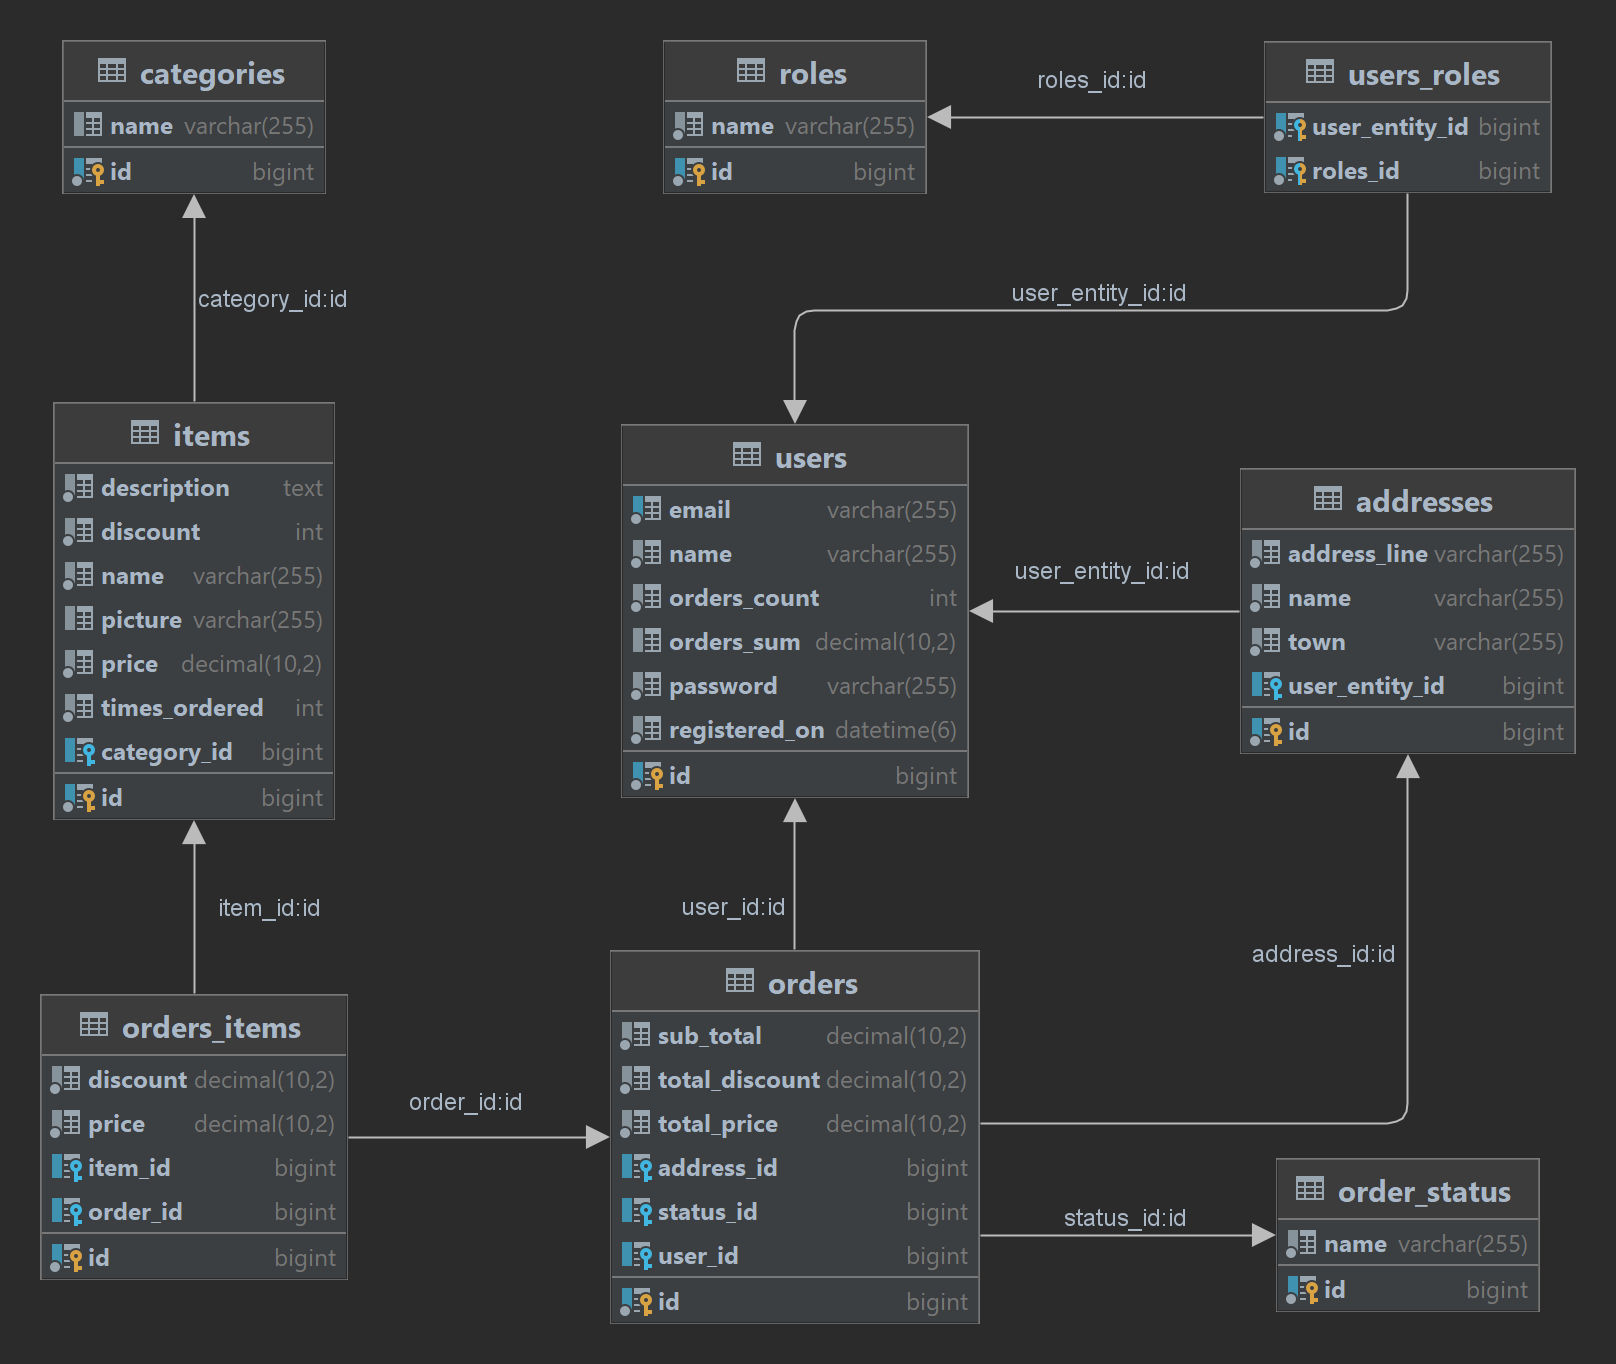 categories
name varchar(255)
id bigint
roles
name varchar(255)
id bigint
roles_id:id
users_roles
user_entity_id bigint
roles_id bigint
category_id:id
user_entity_id:id
items
description text
discount int
name varchar(255)
picture varchar(255)
price decimal(10,2)
times_ordered int
category_id bigint
id bigint
users
email varchar(255)
name varchar(255)
orders_count int
orders_sum decimal(10,2)
password varchar(255)
registered_on datetime(6)
id bigint
user_entity_id:id
addresses
address_line varchar(255)
name varchar(255)
town varchar(255)
user_entity_id bigint
id bigint
item_id:id
user_id:id
address_id:id
orders_items
discount decimal(10,2)
price decimal(10,2)
item_id bigint
order_id bigint
id bigint
order_id:id
orders
sub_total decimal(10,2)
total_discount decimal(10,2)
total_price decimal(10,2)
address_id bigint
status_id bigint
user_id bigint
id bigint
status_id:id
order_status
name varchar(255)
id bigint